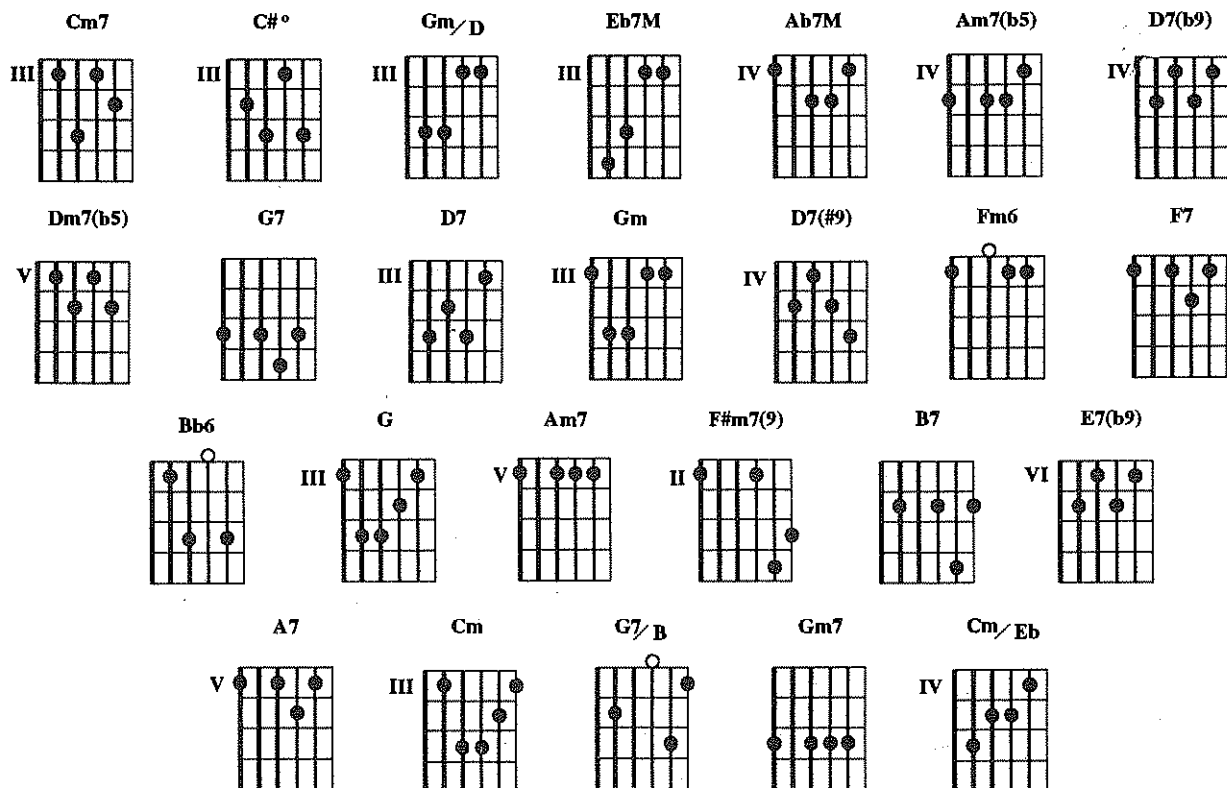 Cm7 C#° Gm/D Eb7M Ab7M Am7(b5) D7(b9)
III III III III IV IV IV
Dm7(b5) G7 D7 Gm D7(#9) Fm6 F7
V III III IV
Bb6 G Am7 F#m7(9) B7 E7(b9)
III V II VI
A7 Cm G7/B Gm7 Cm/Eb
V III IV